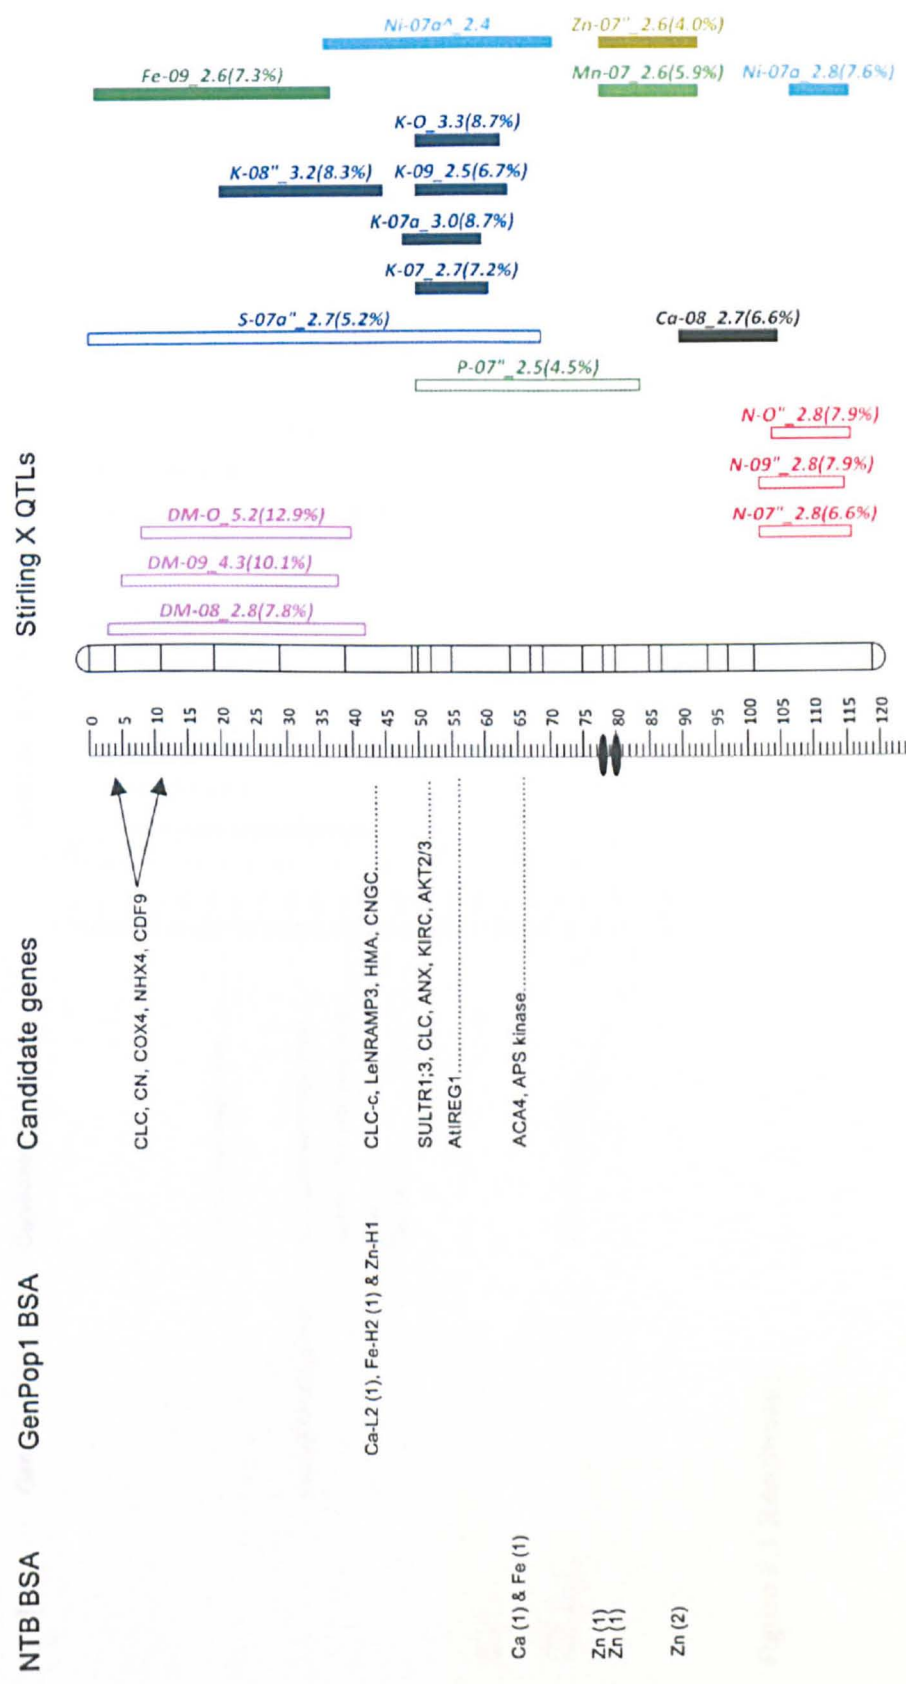 Ni-07a^_2.4
Zn-07"_2.6(4.0%)
Fe-09_2.6(7.3%)
Mn-07_2.6(5.9%)
Ni-07a_2.8(7.6%)
K-O_3.3(8.7%)
K-08"_3.2(8.3%)
K-09_2.5(6.7%)
K-07a_3.0(8.7%)
K-07_2.7(7.2%)
S-07a"_2.7(5.2%)
Ca-08_2.7(6.6%)
P-07"_2.5(4.5%)
N-O"_2.8(7.9%)
N-09"_2.8(7.9%)
N-07"_2.8(6.6%)
DM-O_5.2(12.9%)
DM-09_4.3(10.1%)
DM-08_2.8(7.8%)
Stirling X QTLs
0
5
10
15
20
25
30
35
40
45
50
55
60
65
70
75
80
85
90
95
100
105
110
115
120
Candidate genes
CLC, CN, COX4, NHX4, CDF9
CLC-c, LeNRAMP3, HMA, CNGC
SULTR1;3, CLC, ANX, KIRC, AKT2/3
AtIREG1
ACA4, APS kinase
GenPop1 BSA
Ca-L2 (1), Fe-H2 (1) & Zn-H1
NTB BSA
Ca (1) & Fe (1)
Zn (1)
Zn (1)
Zn (2)